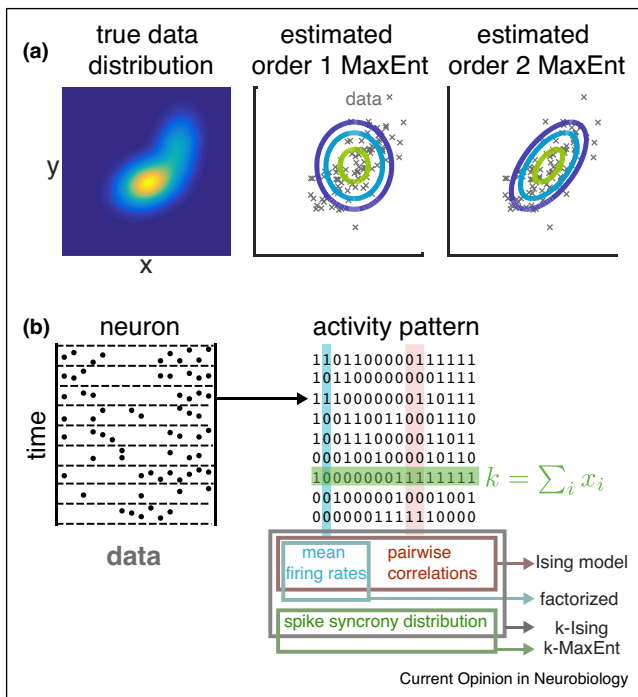 true data
distribution
estimated
order 1 MaxEnt
estimated
order 2 MaxEnt
(a)
data
y
x
(b)
neuron
activity pattern
time
1101100000111111
1011000000001111
1110000000110111
1001100110001110
1001110000011011
0001001000010110
1000000011111111
0010000010001001
0000001111110000
k = ∑ᵢ xᵢ
data
mean
firing rates
pairwise
correlations
Ising model
factorized
spike syncrony distribution
k-Ising
k-MaxEnt
Current Opinion in Neurobiology